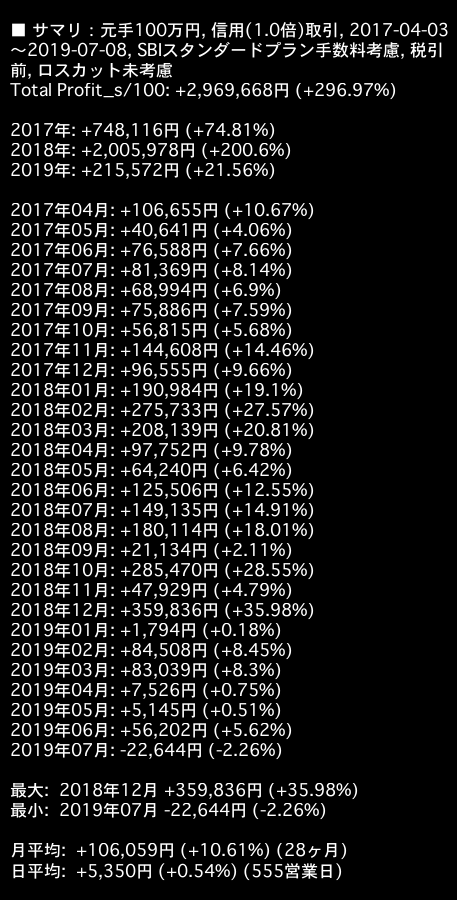 ■ サマリ：元手100万円, 信用(1.0倍)取引, 2017-04-03
～2019-07-08, SBIスタンダードプラン手数料考慮, 税引
前, ロスカット未考慮
Total Profit_s/100: +2,969,668円 (+296.97%)
2017年: +748,116円 (+74.81%)
2018年: +2,005,978円 (+200.6%)
2019年: +215,572円 (+21.56%)
2017年04月: +106,655円 (+10.67%)
2017年05月: +40,641円 (+4.06%)
2017年06月: +76,588円 (+7.66%)
2017年07月: +81,369円 (+8.14%)
2017年08月: +68,994円 (+6.9%)
2017年09月: +75,886円 (+7.59%)
2017年10月: +56,815円 (+5.68%)
2017年11月: +144,608円 (+14.46%)
2017年12月: +96,555円 (+9.66%)
2018年01月: +190,984円 (+19.1%)
2018年02月: +275,733円 (+27.57%)
2018年03月: +208,139円 (+20.81%)
2018年04月: +97,752円 (+9.78%)
2018年05月: +64,240円 (+6.42%)
2018年06月: +125,506円 (+12.55%)
2018年07月: +149,135円 (+14.91%)
2018年08月: +180,114円 (+18.01%)
2018年09月: +21,134円 (+2.11%)
2018年10月: +285,470円 (+28.55%)
2018年11月: +47,929円 (+4.79%)
2018年12月: +359,836円 (+35.98%)
2019年01月: +1,794円 (+0.18%)
2019年02月: +84,508円 (+8.45%)
2019年03月: +83,039円 (+8.3%)
2019年04月: +7,526円 (+0.75%)
2019年05月: +5,145円 (+0.51%)
2019年06月: +56,202円 (+5.62%)
2019年07月: -22,644円 (-2.26%)
最大: 2018年12月 +359,836円 (+35.98%)
最小: 2019年07月 -22,644円 (-2.26%)
月平均: +106,059円 (+10.61%) (28ヶ月)
日平均: +5,350円 (+0.54%) (555営業日)